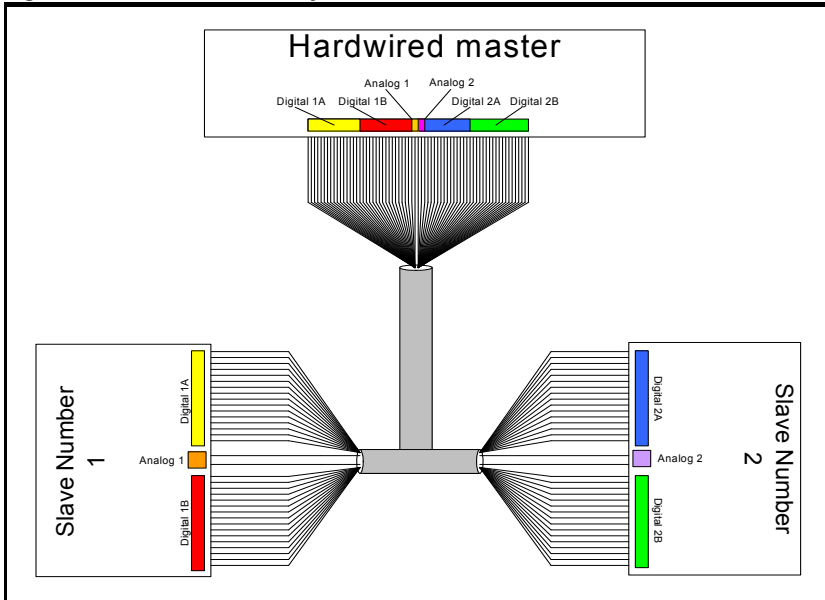 Hardwired master
Analog 1
Analog 2
Digital 1A
Digital 1B
Digital 2A
Digital 2B
Slave Number
1
Digital 1A
Analog 1
Digital 1B
Digital 2A
Analog 2
Digital 2B
Slave Number
2